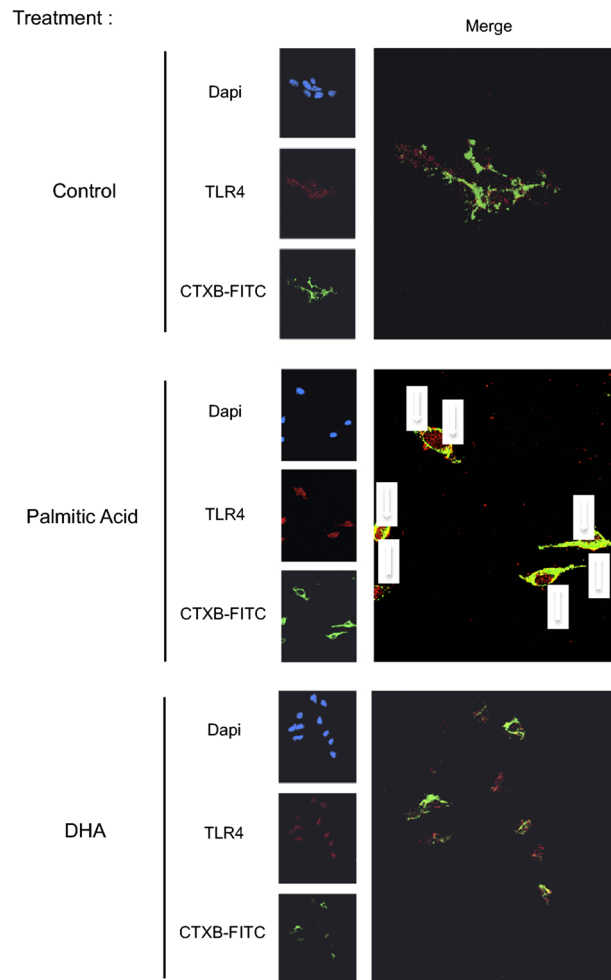 Treatment :
Merge
Dapi
Control
TLR4
CTXB-FITC
Dapi
Palmitic Acid
TLR4
CTXB-FITC
Dapi
DHA
TLR4
CTXB-FITC